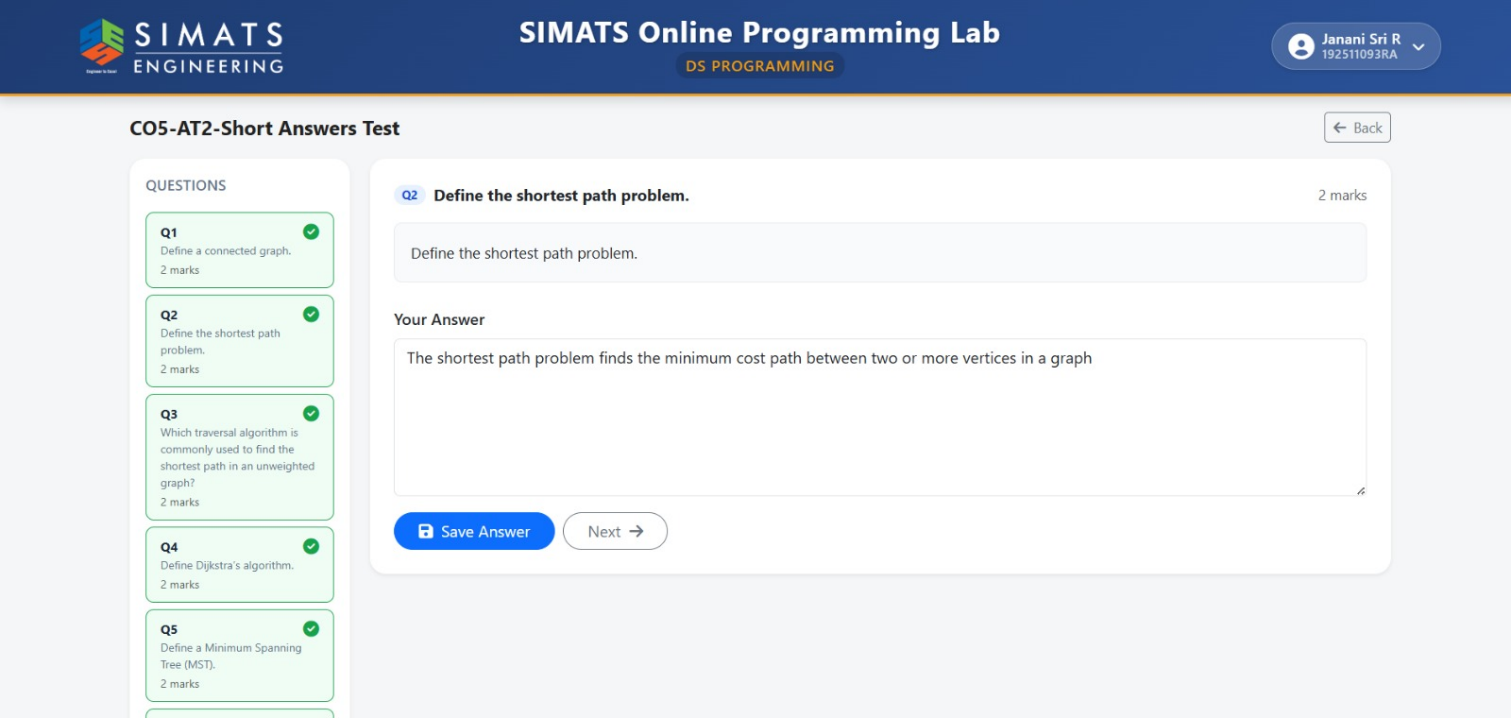 SIMATS
ENGINEERING
Engineer to Excel
SIMATS Online Programming Lab
DS PROGRAMMING
Janani Sri R
192511093RA
CO5-AT2-Short Answers Test
← Back
QUESTIONS
Q1
Define a connected graph.
2 marks
Q2
Define the shortest path
problem.
2 marks
Q3
Which traversal algorithm is
commonly used to find the
shortest path in an unweighted
graph?
2 marks
Q4
Define Dijkstra's algorithm.
2 marks
Q5
Define a Minimum Spanning
Tree (MST).
2 marks
Q2 Define the shortest path problem.
2 marks
Define the shortest path problem.
Your Answer
The shortest path problem finds the minimum cost path between two or more vertices in a graph
Save Answer
Next →